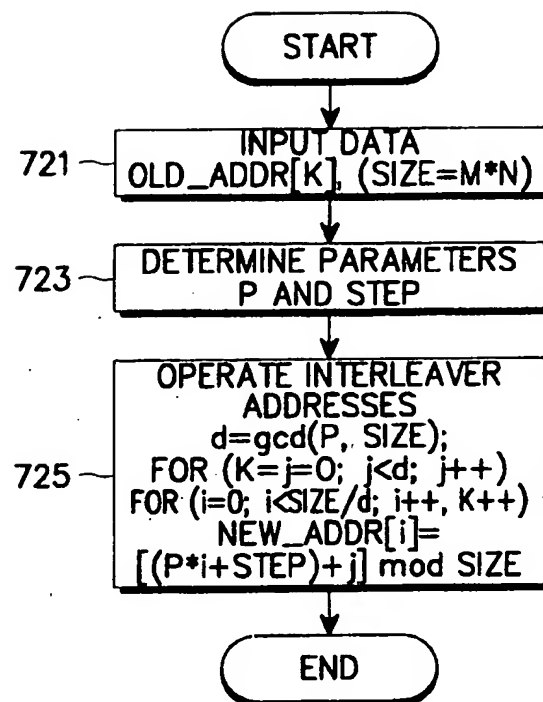 START
721
INPUT DATA
OLD_ADDR[K], (SIZE=M*N)
723
DETERMINE PARAMETERS
P AND STEP
725
OPERATE INTERLEAVER
ADDRESSES
d=gcd(P, SIZE);
FOR (K=j=0; j<d; j++)
FOR (i=0; i<SIZE/d; i++, K++)
NEW_ADDR[i]=
[(P*i+STEP)+j] mod SIZE
END